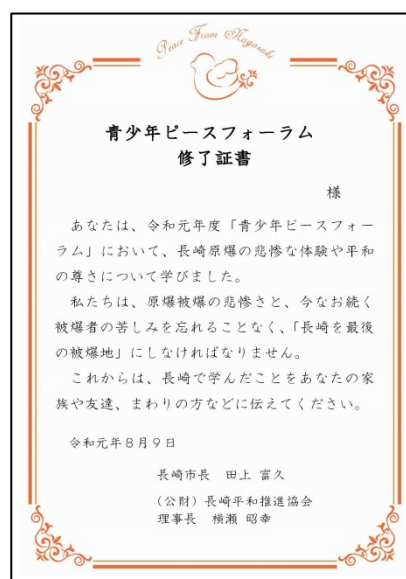 Peace From Nagasaki
青少年ピースフォーラム
修了証書
様
あなたは、令和元年度「青少年ピースフォー
ラム」において、長崎原爆の悲惨な体験や平和
の尊さについて学びました。
私たちは、原爆被爆の悲惨さと、今なお続く
被爆者の苦しみを忘れることなく、「長崎を最後
の被爆地」にしなければなりません。
これからは、長崎で学んだことをあなたの家
族や友達、まわりの方などに伝えてください。
令和元年8月9日
長崎市長 田上 富久
(公財)長崎平和推進協会
理事長 横瀬 昭幸